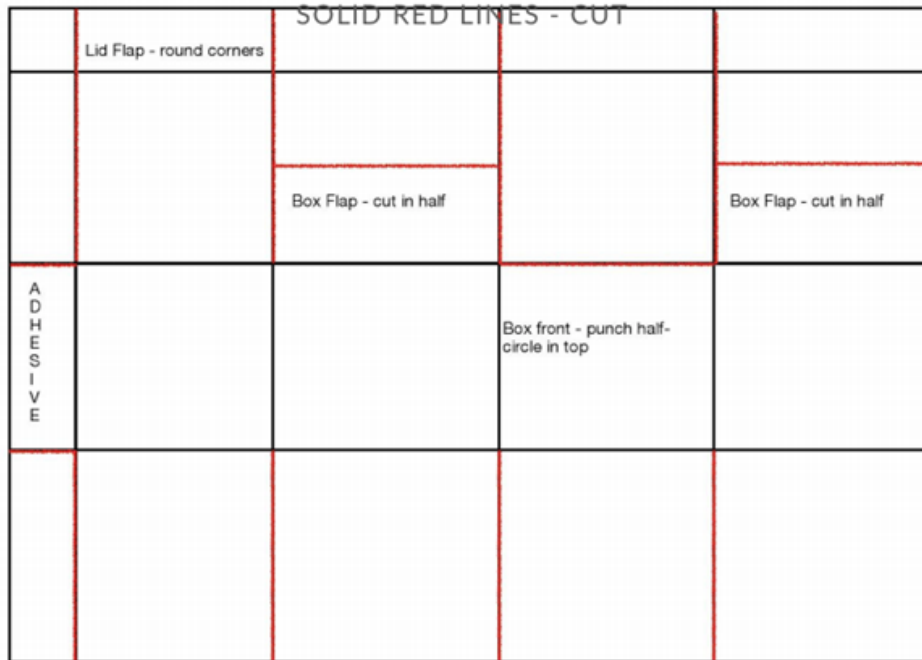 SOLID RED LINES - CUT
Lid Flap - round corners
Box Flap - cut in half
Box Flap - cut in half
ADHESIVE
Box front - punch half-
circle in top